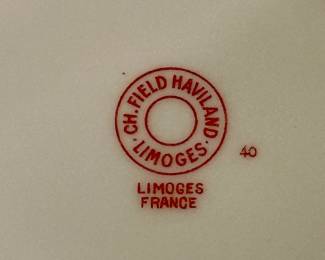 CH. FIELD HAVILAND
· LIMOGES ·
40
LIMOGES
FRANCE